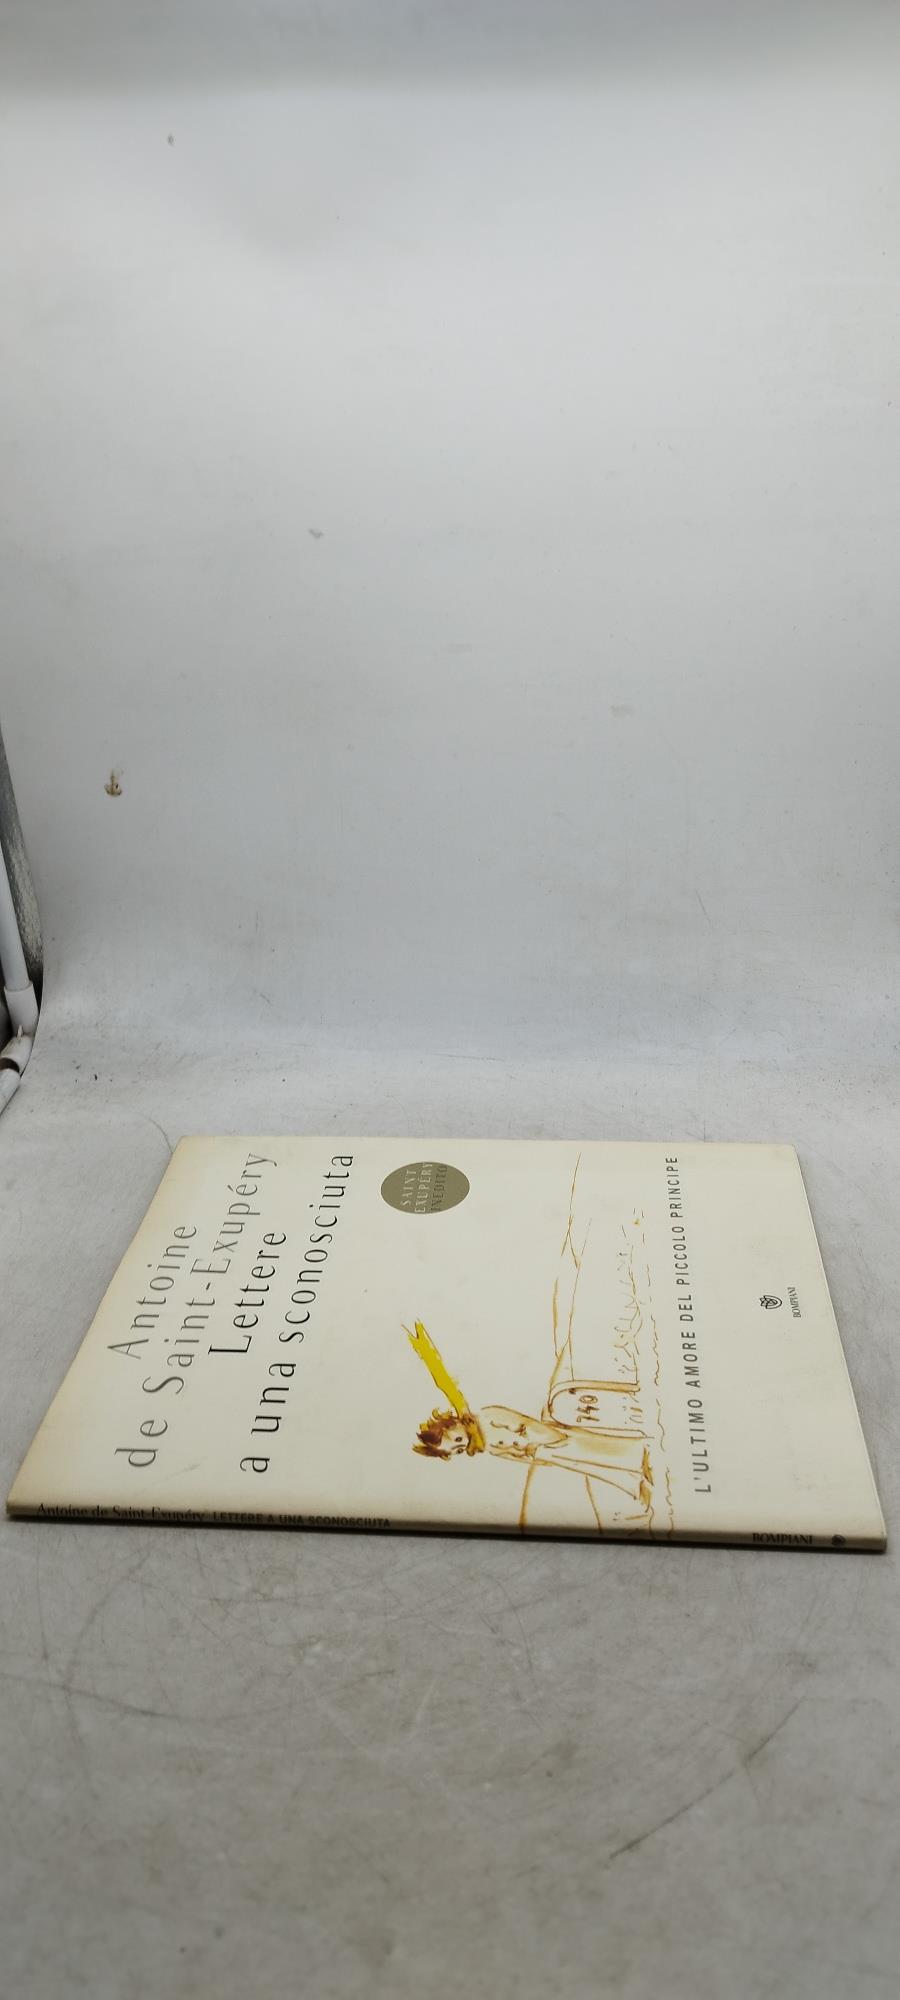 Antoine
de Saint-Exupéry
Lettere
a una sconosciuta
SAINT
EXUPÉRY
INEDITO
740
L'ULTIMO AMORE DEL PICCOLO PRINCIPE
BOMPIANI
Antoine de Saint-Exupéry LETTERE A UNA SCONOSCIUTA
BOMPIANI